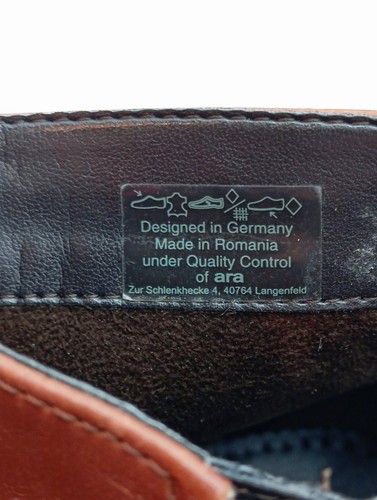 Designed in Germany
Made in Romania
under Quality Control
of ara
Zur Schlenkhecke 4, 40764 Langenfeld